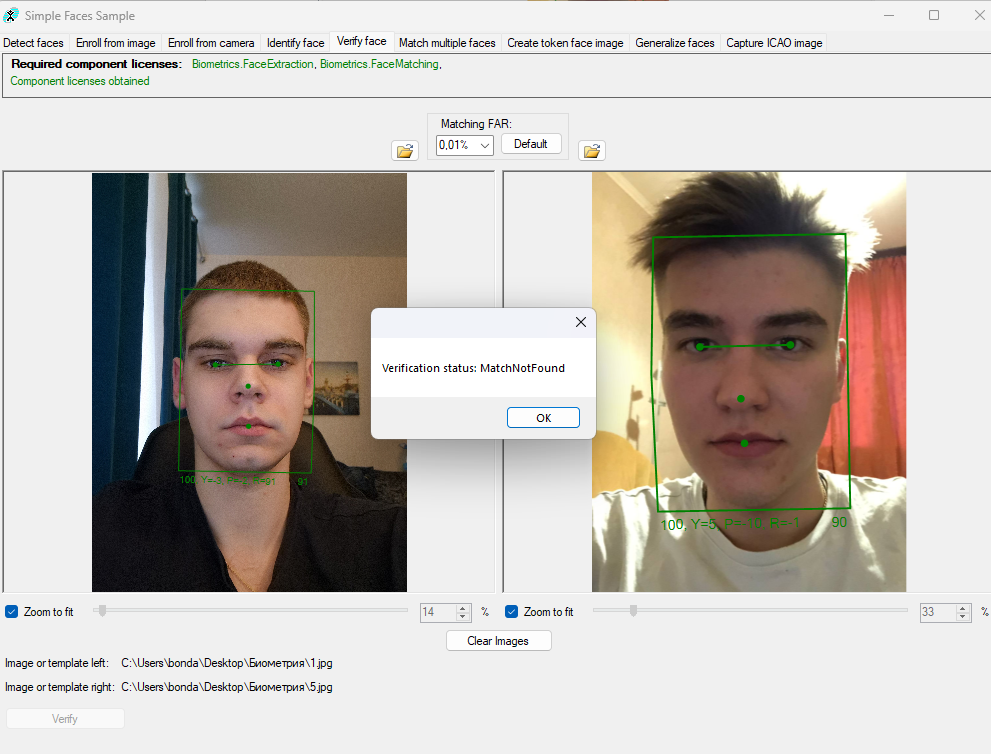 Simple Faces Sample
Detect faces Enroll from image Enroll from camera Identify face Verify face Match multiple faces Create token face image Generalize faces Capture ICAO image
Required component licenses: Biometrics.FaceExtraction, Biometrics.FaceMatching,
Component licenses obtained
Matching FAR:
0,01% Default
Verification status: MatchNotFound
OK
100, Y=-3, R=91 91
100, Y=5, P=-10, R=-1 90
Zoom to fit 14 % Zoom to fit 33 %
Clear Images
Image or template left: C:\Users\bonda\Desktop\Биометрия\1.jpg
Image or template right: C:\Users\bonda\Desktop\Биометрия\5.jpg
Verify